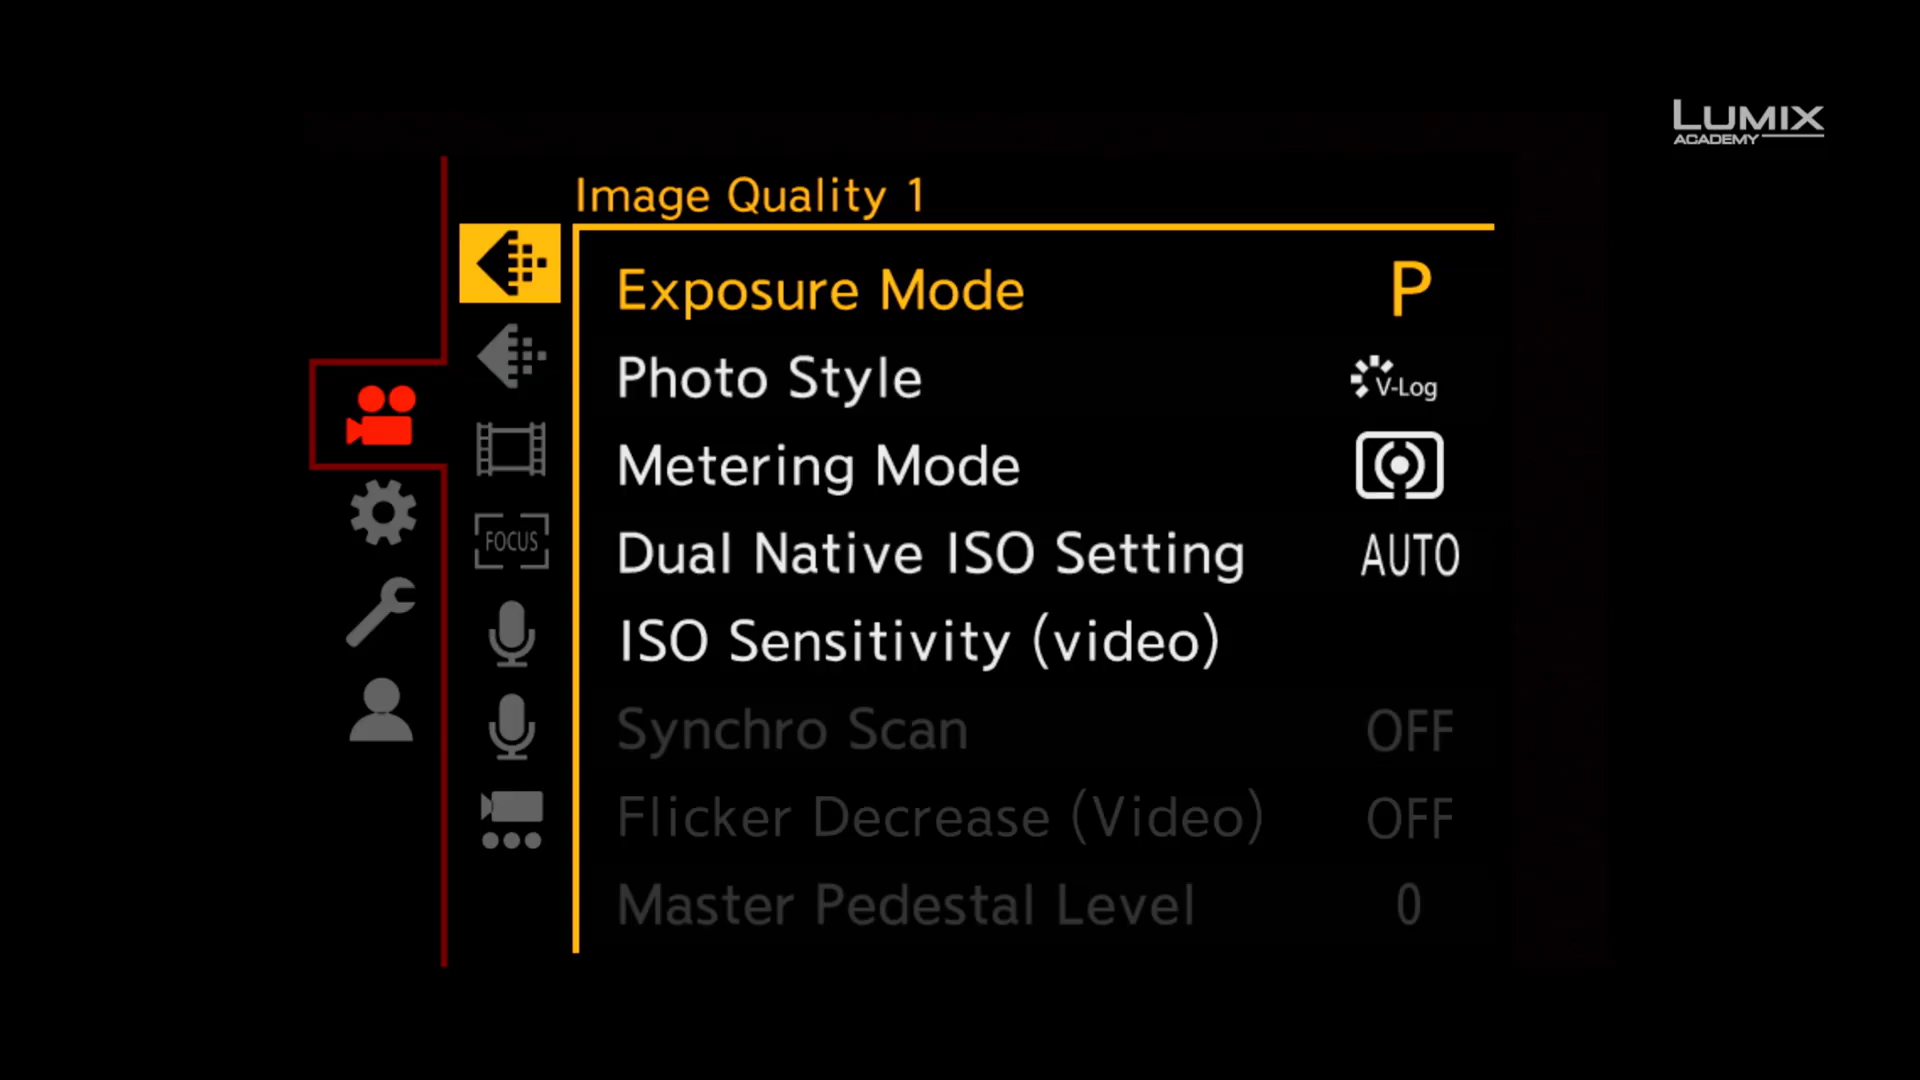 LUMIX
ACADEMY
Image Quality 1
Exposure Mode P
Photo Style V-Log
Metering Mode
FOCUS
Dual Native ISO Setting AUTO
ISO Sensitivity (video)
Synchro Scan OFF
Flicker Decrease (Video) OFF
Master Pedestal Level 0